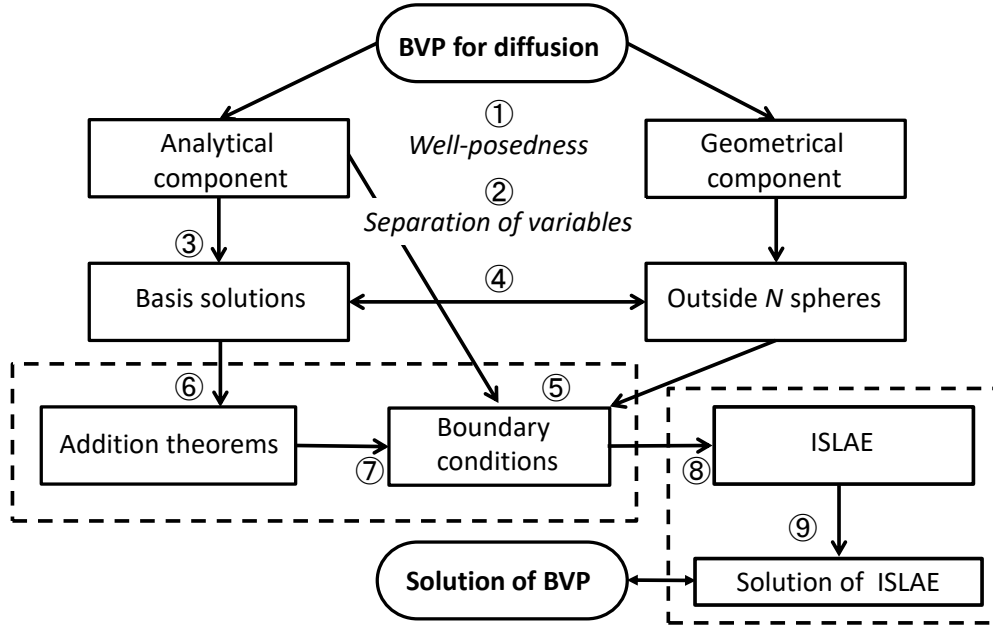 BVP for diffusion
①
Well-posedness
Analytical
component
Geometrical
component
②
Separation of variables
③
④
Basis solutions
Outside N spheres
⑥
⑤
Addition theorems
Boundary
conditions
ISLAE
⑦
⑧
⑨
Solution of BVP
Solution of ISLAE